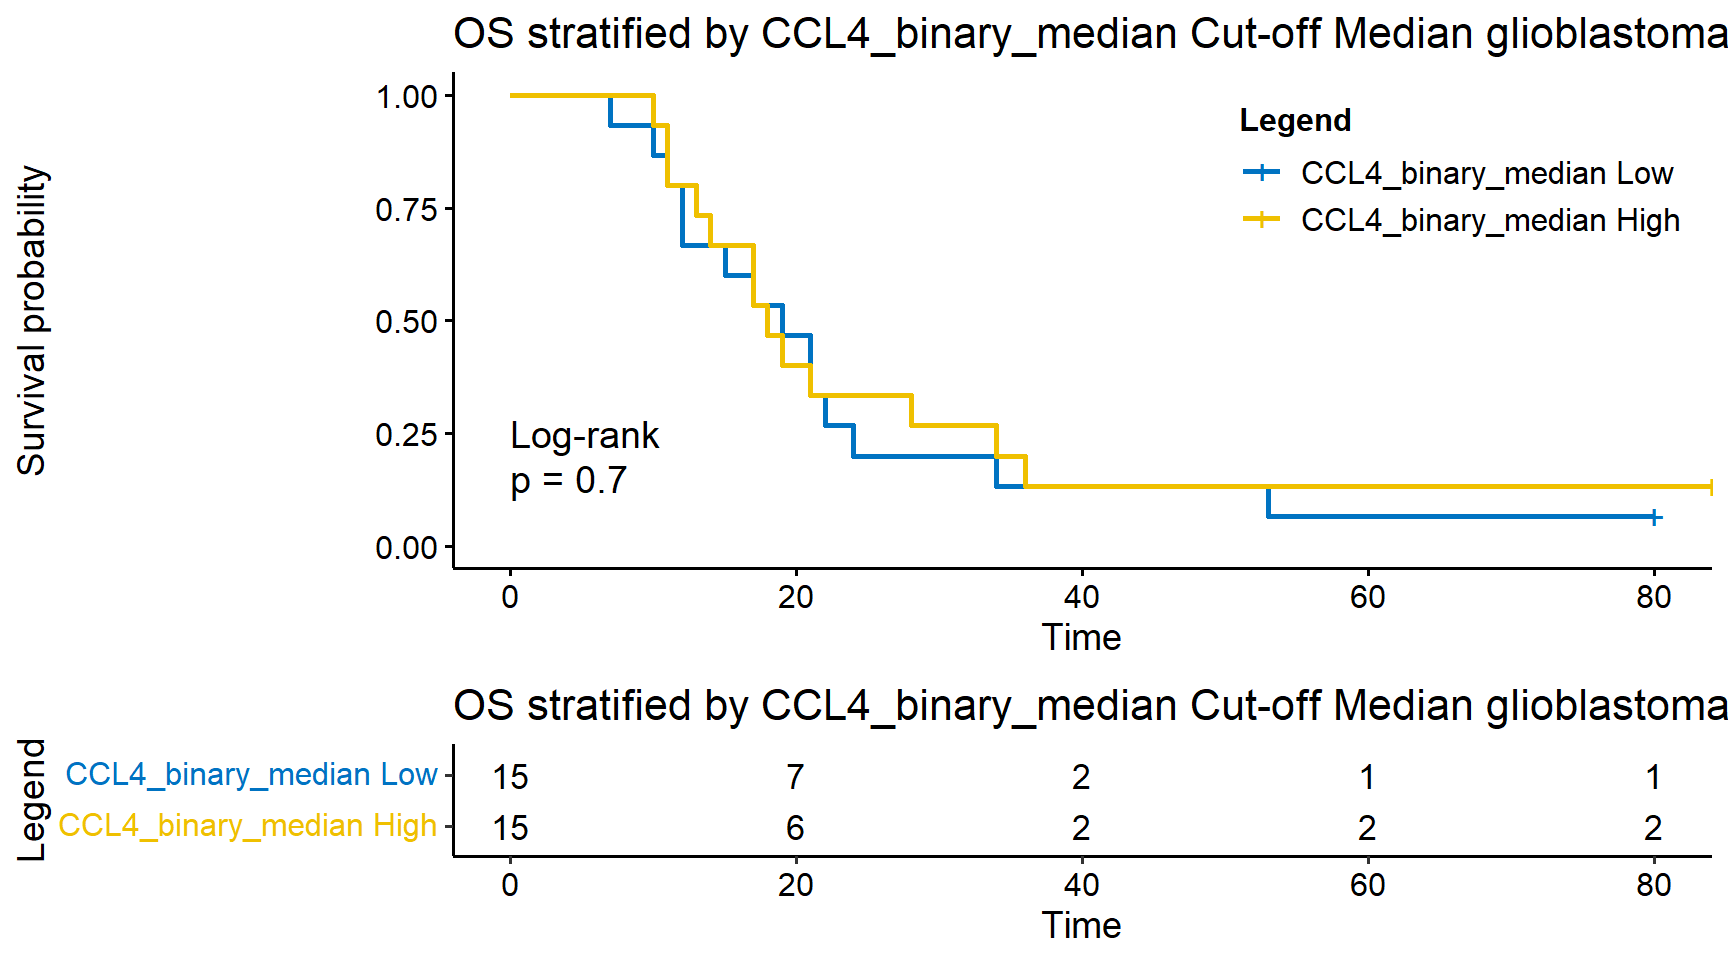 OS stratified by CCL4_binary_median Cut-off Median glioblastoma
Survival probability
1.00
0.75
0.50
0.25
0.00
Legend
CCL4_binary_median Low
CCL4_binary_median High
Log-rank
p = 0.7
0 20 40 60 80
Time
OS stratified by CCL4_binary_median Cut-off Median glioblastoma
Legend
CCL4_binary_median Low 15 7 2 1 1
CCL4_binary_median High 15 6 2 2 2
0 20 40 60 80
Time